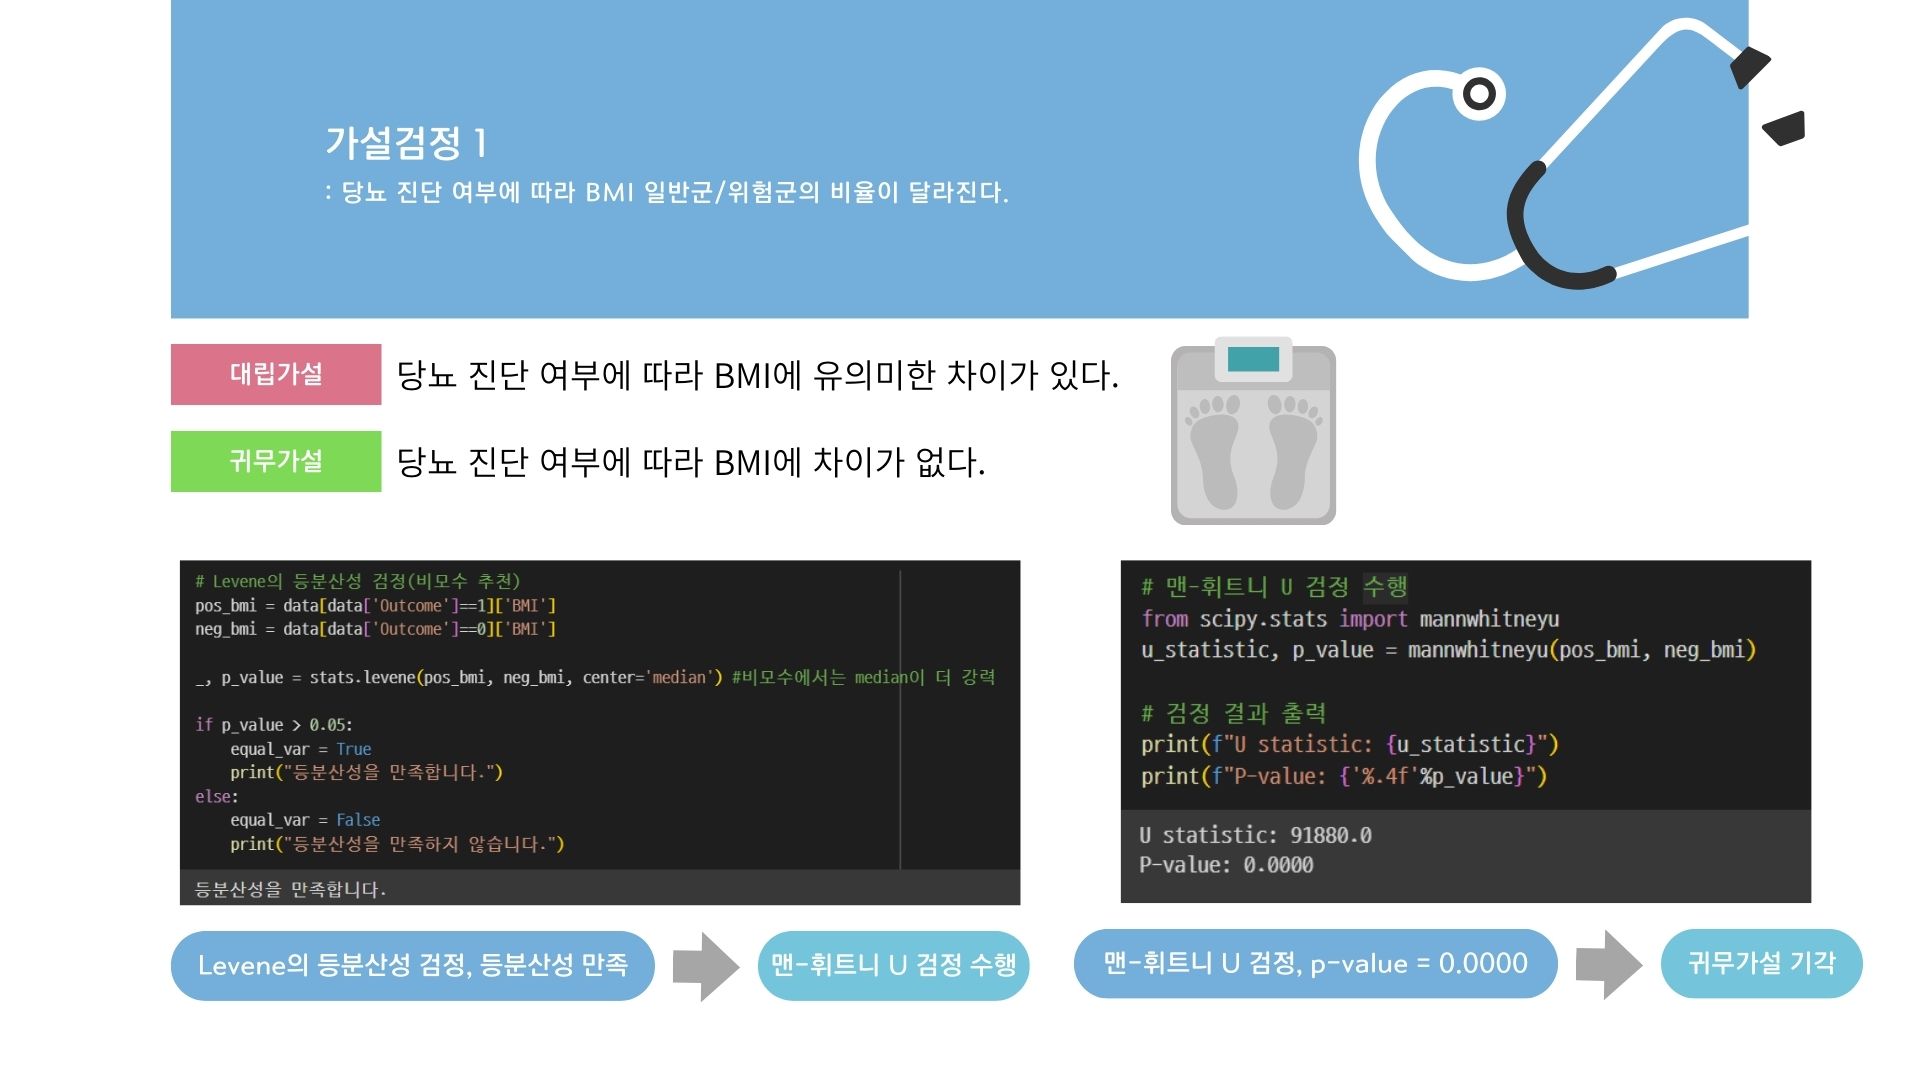 가설검정 1
: 당뇨 진단 여부에 따라 BMI 일반군/위험군의 비율이 달라진다.
대립가설
당뇨 진단 여부에 따라 BMI에 유의미한 차이가 있다.
귀무가설
당뇨 진단 여부에 따라 BMI에 차이가 없다.
# Levene의 등분산성 검정(비모수 추천)
pos_bmi = data[data['Outcome']==1]['BMI']
neg_bmi = data[data['Outcome']==0]['BMI']
_, p_value = stats.levene(pos_bmi, neg_bmi, center='median') #비모수에서는 median이 더 강력
if p_value > 0.05:
    equal_var = True
    print("등분산성을 만족합니다.")
else:
    equal_var = False
    print("등분산성을 만족하지 않습니다.")
등분산성을 만족합니다.
# 맨-휘트니 U 검정 수행
from scipy.stats import mannwhitneyu
u_statistic, p_value = mannwhitneyu(pos_bmi, neg_bmi)
# 검정 결과 출력
print(f"U statistic: {u_statistic}")
print(f"P-value: {'%.4f'%p_value}")
U statistic: 91880.0
P-value: 0.0000
Levene의 등분산성 검정, 등분산성 만족
맨-휘트니 U 검정 수행
맨-휘트니 U 검정, p-value = 0.0000
귀무가설 기각